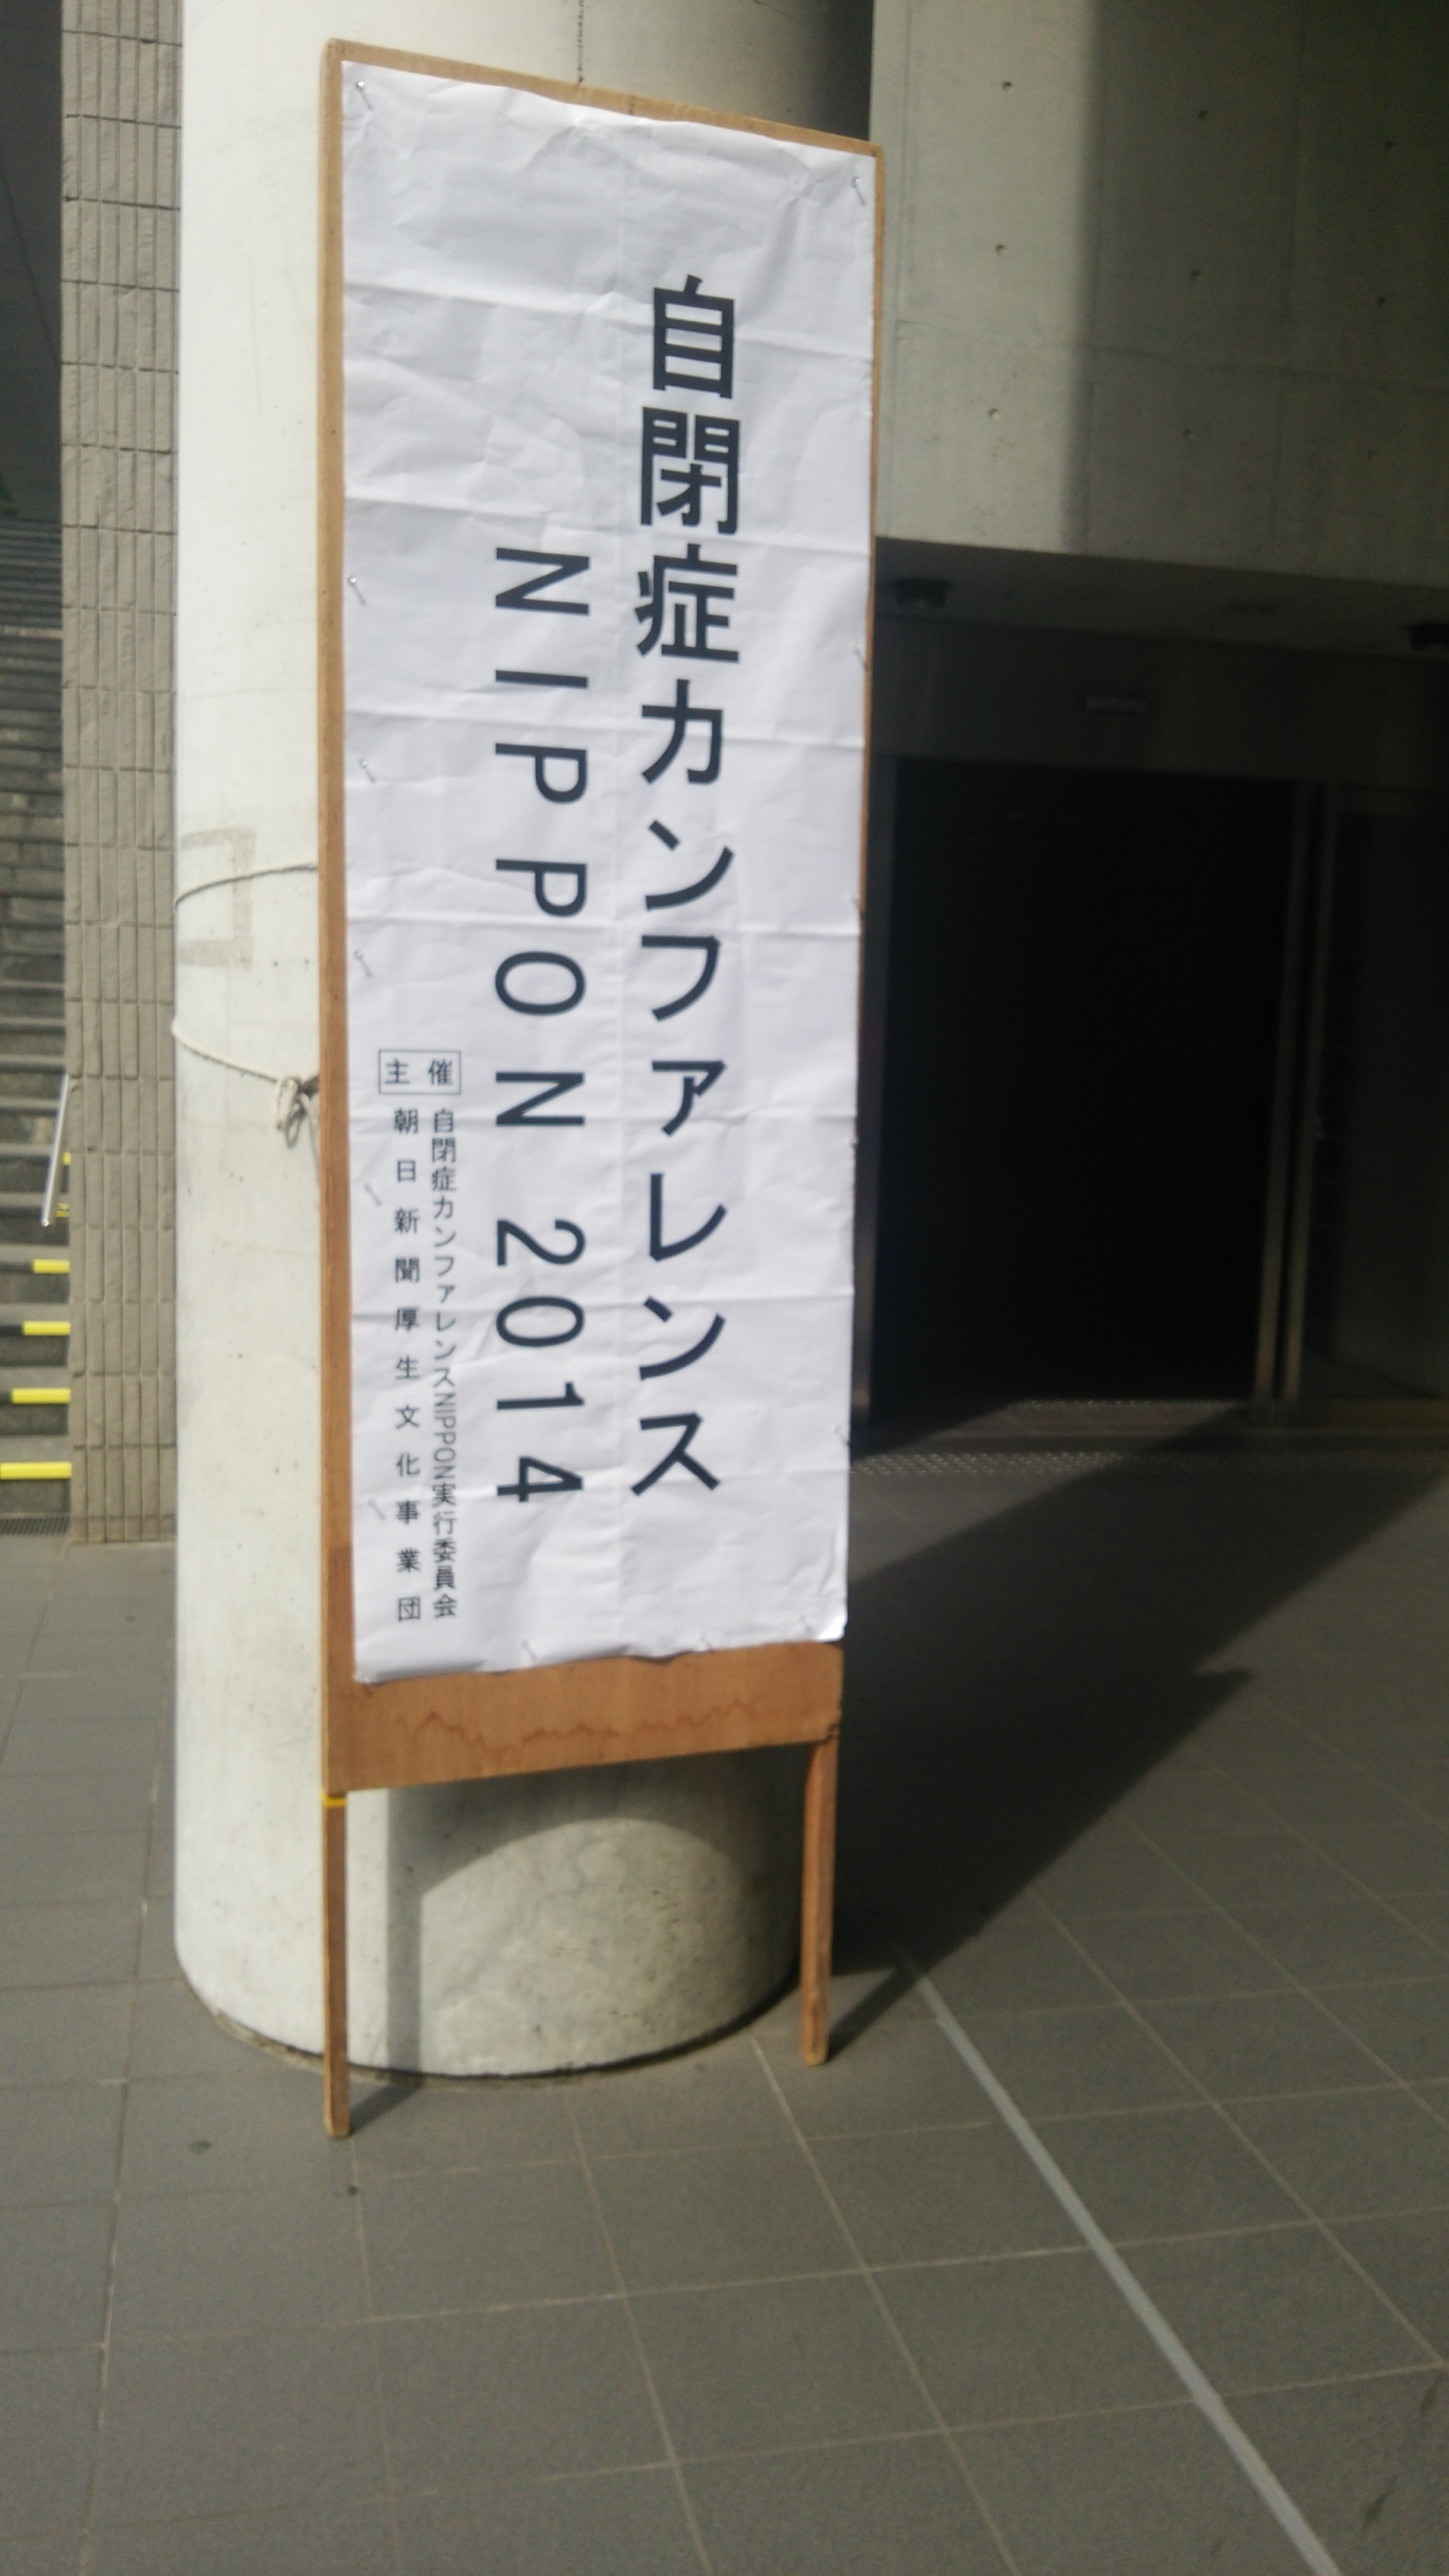 自閉症カンファレンス
NIPPON 2014
主催
自閉症カンファレンスNIPPON実行委員会
朝日新聞厚生文化事業団